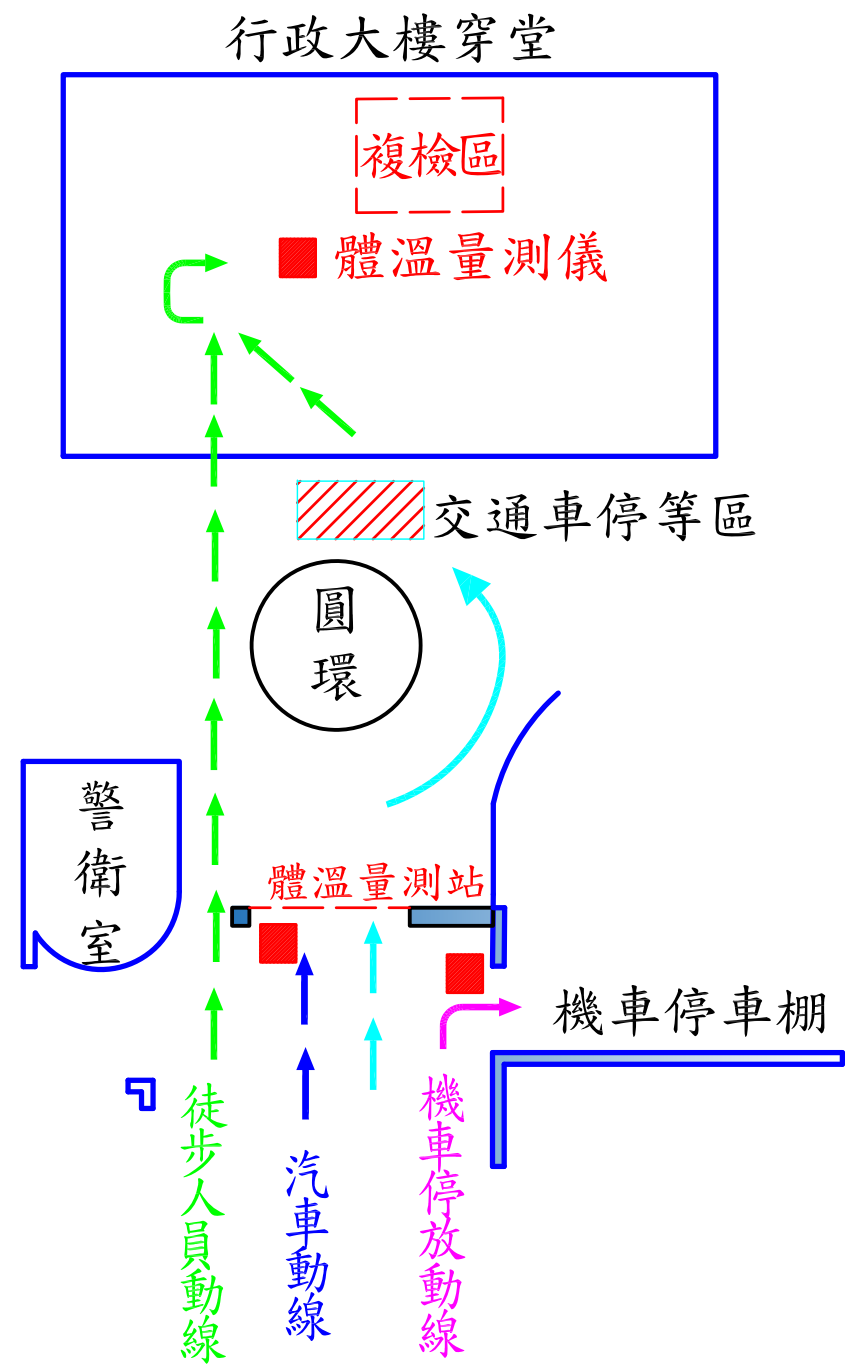 行政大樓穿堂
複檢區
體溫量測儀
交通車停等區
圓環
警衛室
體溫量測站
機車停車棚
徒步人員動線
汽車動線
機車停放動線